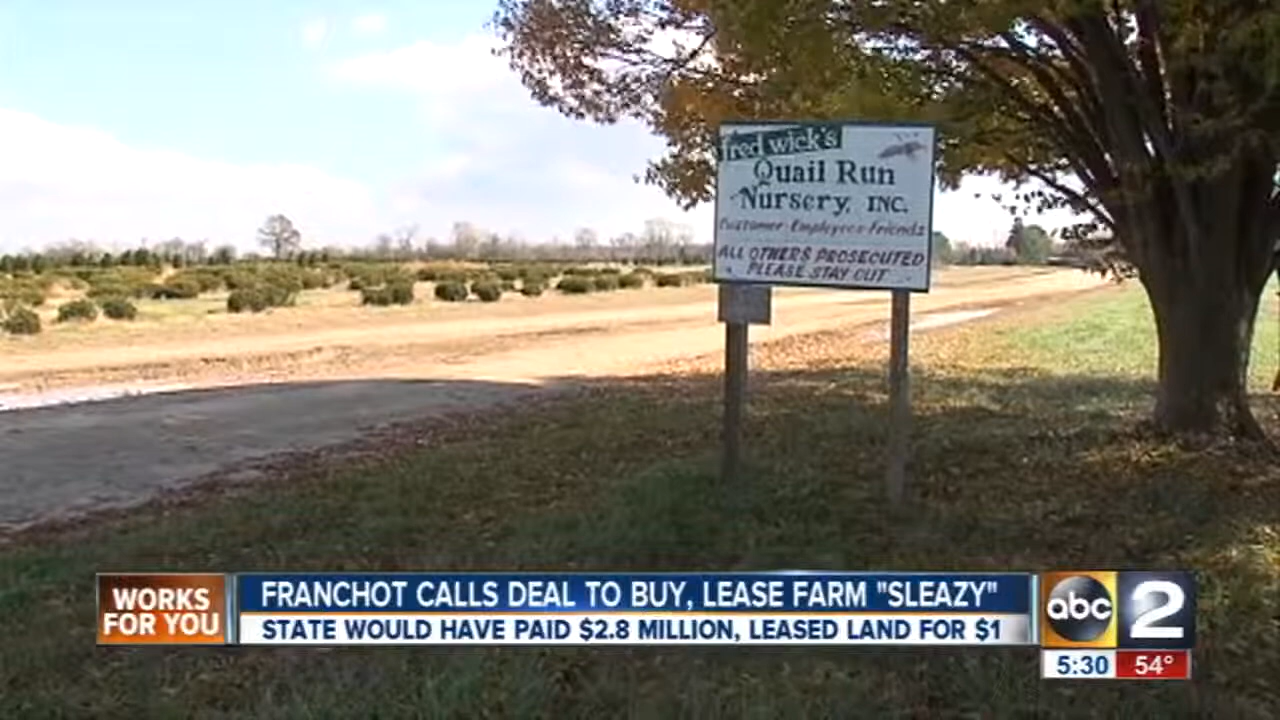 fred wick's
Quail Run
Nursery, INC.
Customer-Employees-Friends
ALL OTHERS PROSECUTED
PLEASE STAY OUT
WORKS
FOR YOU
FRANCHOT CALLS DEAL TO BUY, LEASE FARM "SLEAZY"
STATE WOULD HAVE PAID $2.8 MILLION, LEASED LAND FOR $1
abc 2
5:30 54°